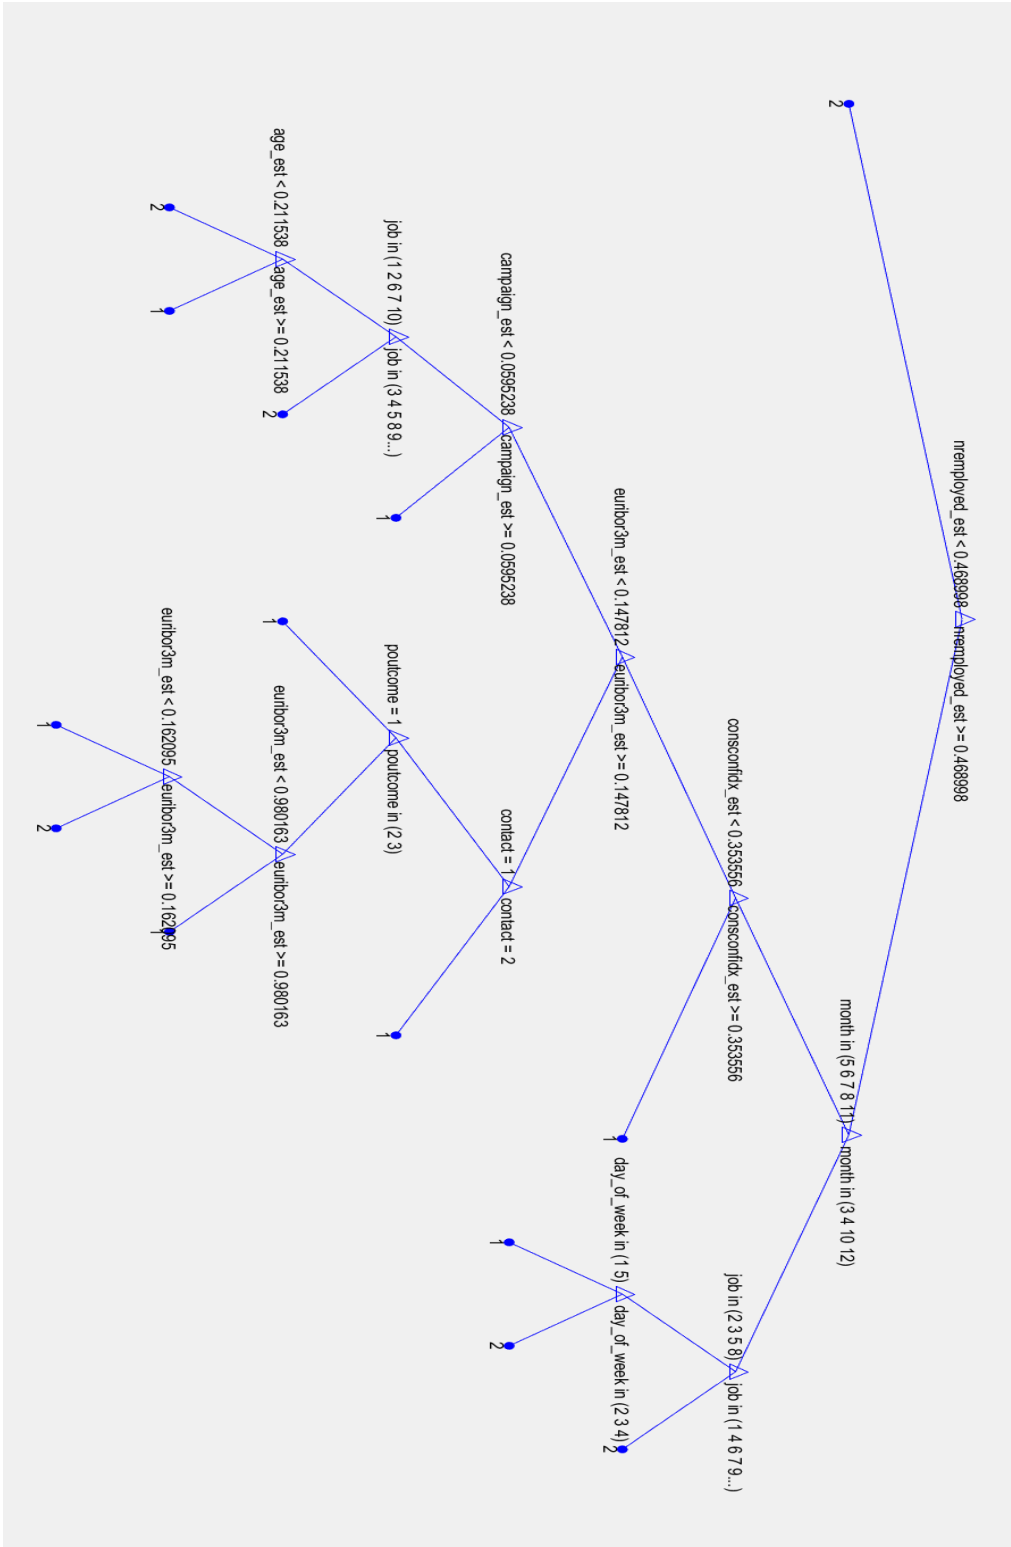 nremployed_est < 0.468998
nremployed_est >= 0.468998
2
month in (5 6 7 8 11)
month in (3 4 10 12)
consconfidx_est < 0.353556
consconfidx_est >= 0.353556
job in (2 3 5 8)
job in (1 4 6 7 9...)
euribor3m_est < 0.147812
euribor3m_est >= 0.147812
1
day_of_week in (1 5)
day_of_week in (2 3 4)
2
campaign_est < 0.0595238
campaign_est >= 0.0595238
contact = 1
contact = 2
1
2
job in (1 2 6 7 10)
job in (3 4 5 8 9...)
1
poutcome = 1
poutcome in (2 3)
1
age_est < 0.211538
age_est >= 0.211538
2
1
euribor3m_est < 0.980163
euribor3m_est >= 0.980163
2
1
euribor3m_est < 0.162095
euribor3m_est >= 0.162095
1
1
2